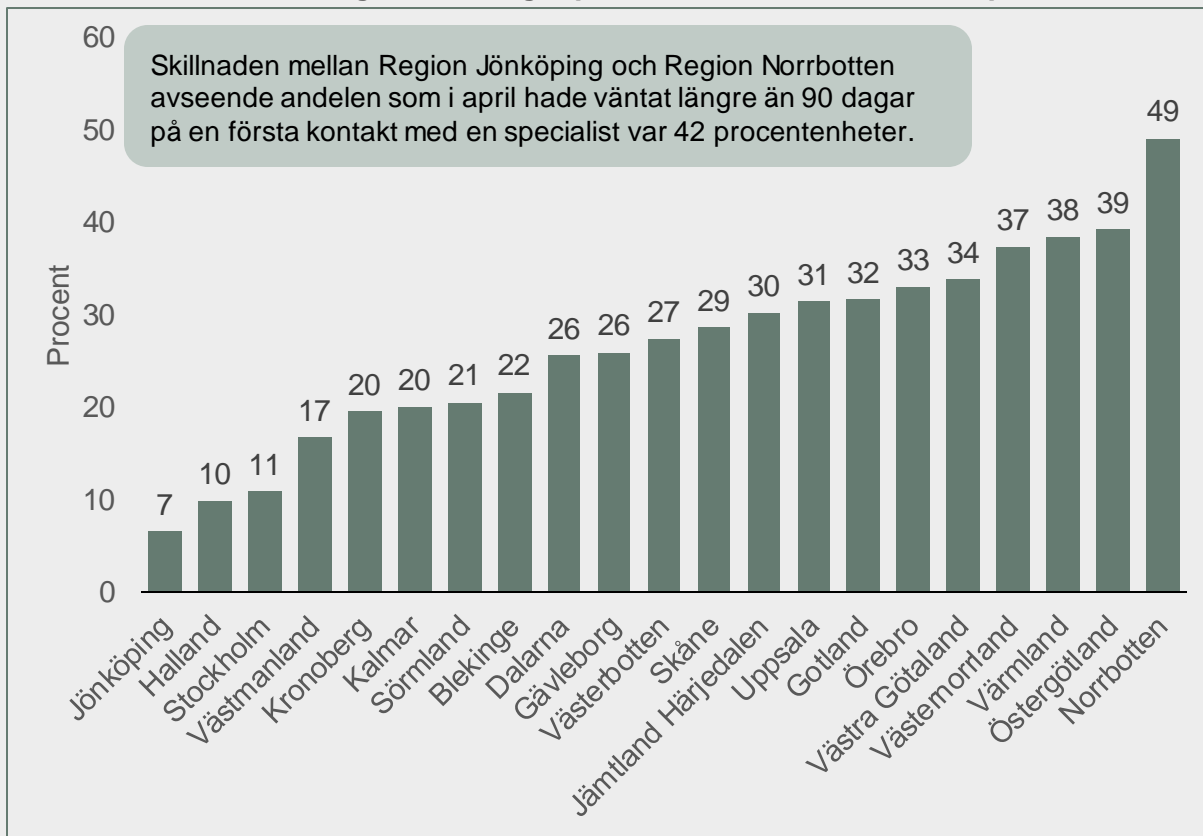 60
Skillnaden mellan Region Jönköping och Region Norrbotten
avseende andelen som i april hade väntat längre än 90 dagar
på en första kontakt med en specialist var 42 procentenheter.
50
40
30
20
10
0
Procent
7
10
11
17
20
20
21
22
26
26
27
29
30
31
32
33
34
37
38
39
49
Jönköping
Halland
Stockholm
Västmanland
Kronoberg
Kalmar
Sörmland
Blekinge
Dalarna
Gävleborg
Västerbotten
Skåne
Jämtland Härjedalen
Uppsala
Gotland
Örebro
Västra Götaland
Västernorrland
Värmland
Östergötland
Norrbotten